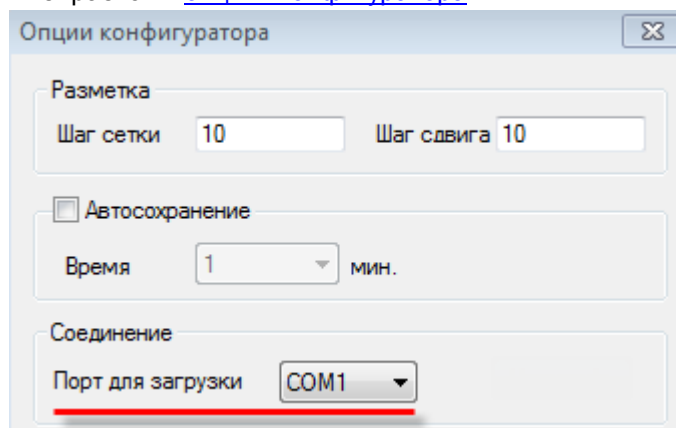 Опции конфигуратора
Разметка
Шаг сетки 10 Шаг сдвига 10
Автосохранение
Время 1 мин.
Соединение
Порт для загрузки COM1